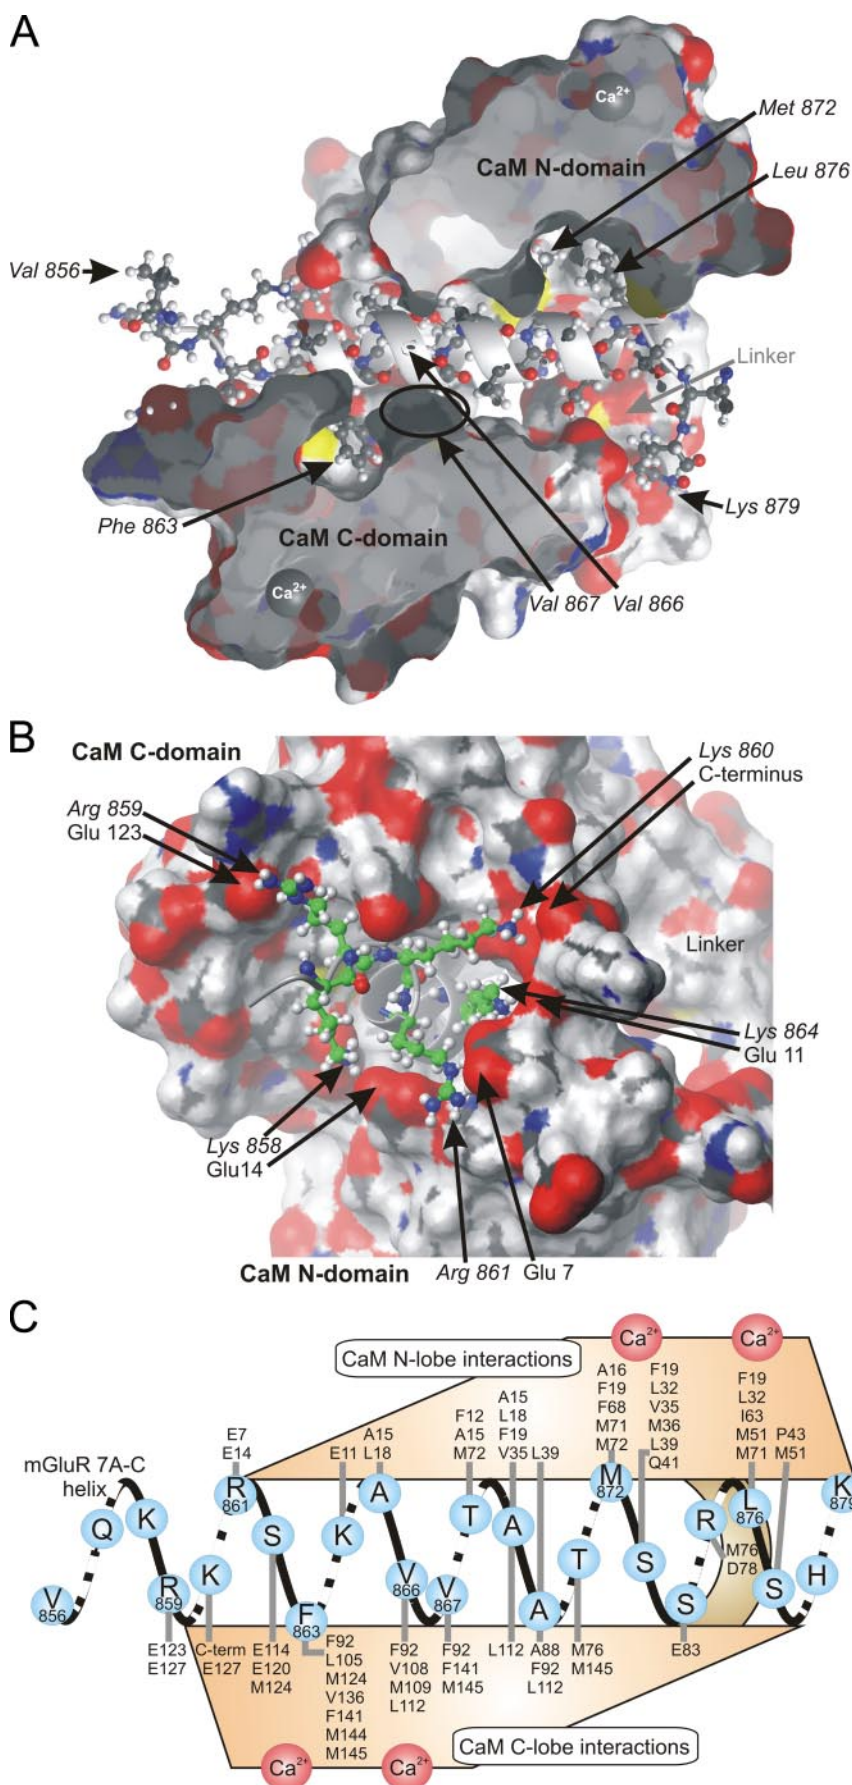 A
Ca²⁺
Met 872
CaM N-domain
Leu 876
Val 856
Linker
Phe 863
Lys 879
CaM C-domain
Ca²⁺
Val 867
Val 866
B
CaM C-domain
Lys 860
C-terminus
Arg 859
Glu 123
Linker
Lys 864
Glu 11
Lys 858
Glu14
CaM N-domain
Arg 861
Glu 7
C
Ca²⁺
Ca²⁺
CaM N-lobe interactions
mGluR 7A-C
helix
E7
E14
E11
A15
L18
F12
A15
M72
A15
L18
F19
V35
L39
A16
F19
F68
M71
M72
F19
L32
V35
M36
L39
Q41
F19
L32
I63
M51
M71
P43
M51
V
856
Q
K
R
859
K
R
861
S
F
863
K
A
V
866
V
867
T
A
A
T
M
872
S
S
R
L
876
S
H
K
879
M76
D78
E123
E127
C-term
E127
E114
E120
M124
F92
L105
M124
V136
F141
M144
M145
F92
V108
M109
L112
F92
F141
M145
L112
A88
F92
L112
M76
M145
E83
CaM C-lobe interactions
Ca²⁺
Ca²⁺